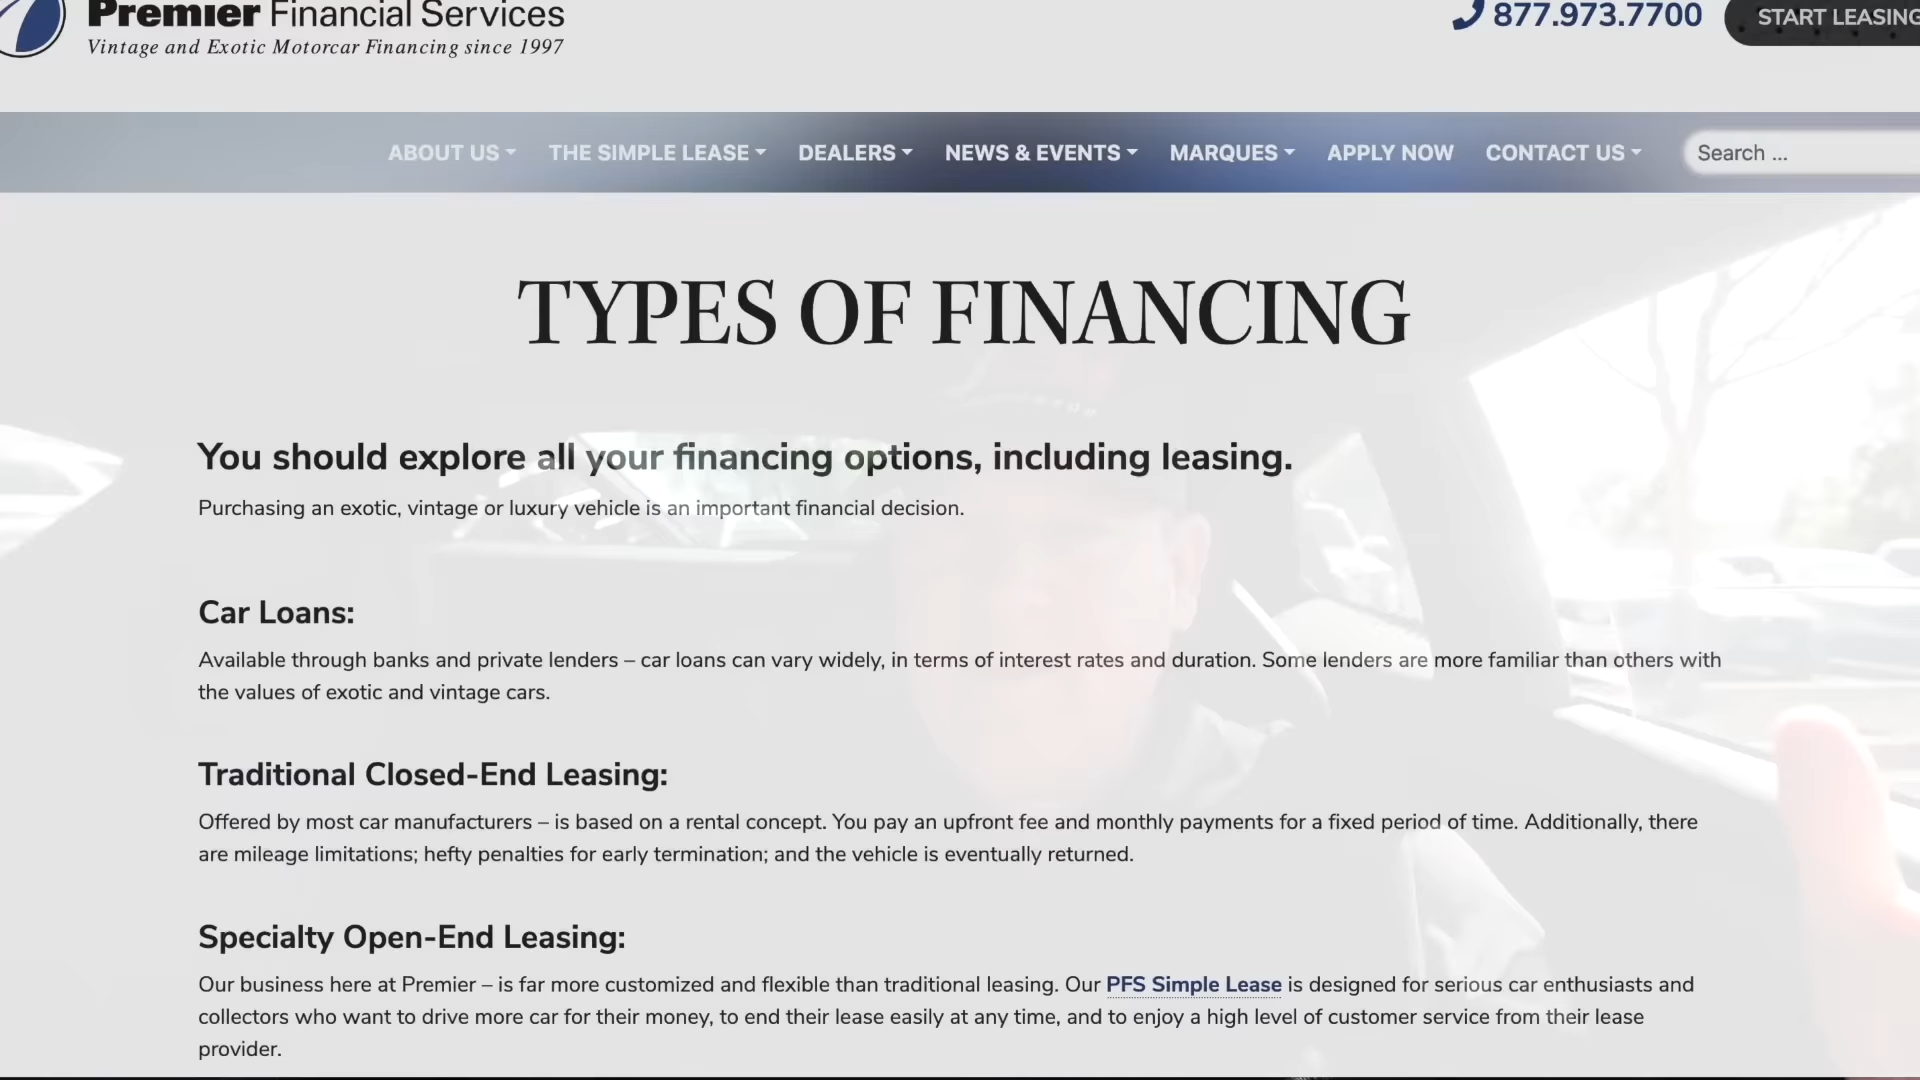 Premier Financial Services
Vintage and Exotic Motorcar Financing since 1997
877.973.7700
START LEASING
ABOUT US THE SIMPLE LEASE DEALERS NEWS & EVENTS MARQUES APPLY NOW CONTACT US Search ...
TYPES OF FINANCING
You should explore all your financing options, including leasing.
Purchasing an exotic, vintage or luxury vehicle is an important financial decision.
Car Loans:
Available through banks and private lenders – car loans can vary widely, in terms of interest rates and duration. Some lenders are more familiar than others with
the values of exotic and vintage cars.
Traditional Closed-End Leasing:
Offered by most car manufacturers – is based on a rental concept. You pay an upfront fee and monthly payments for a fixed period of time. Additionally, there
are mileage limitations; hefty penalties for early termination; and the vehicle is eventually returned.
Specialty Open-End Leasing:
Our business here at Premier – is far more customized and flexible than traditional leasing. Our PFS Simple Lease is designed for serious car enthusiasts and
collectors who want to drive more car for their money, to end their lease easily at any time, and to enjoy a high level of customer service from their lease
provider.